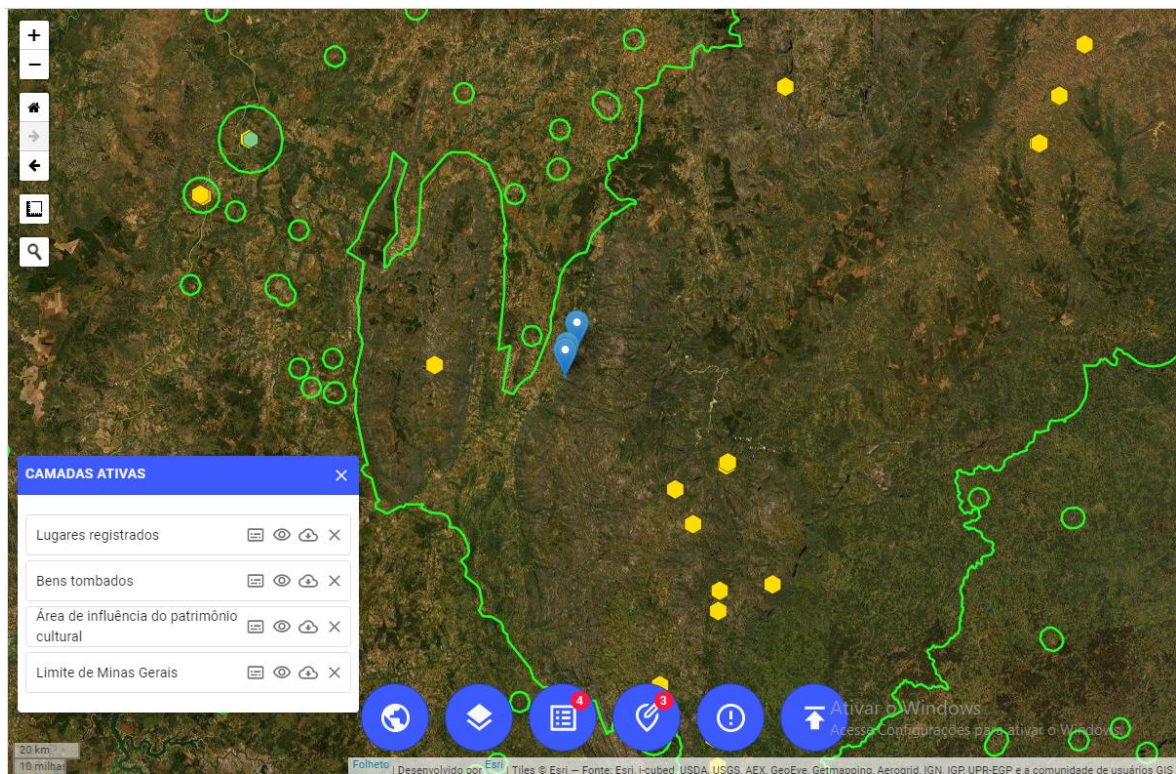 +
−
CAMADAS ATIVAS
Lugares registrados
Bens tombados
Área de influência do patrimônio
cultural
Limite de Minas Gerais
4
3
Ativar o Windows
Acesse Configurações para ativar o Windows.
20 km
10 milhas
Folheto | Desenvolvido por Esri | Tiles © Esri — Fonte: Esri, i-cubed, USDA, USGS, AEX, GeoEye, Getmapping, Aerogrid, IGN, IGP, UPR-EGP e a comunidade de usuários